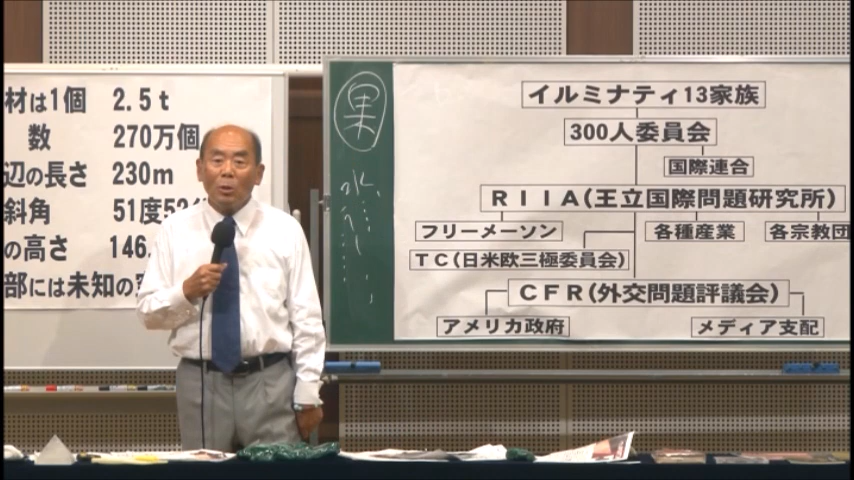 材は1個 2.5t
数 270万個
辺の長さ 230m
斜角 51度52
の高さ 146.
部には未知の
果
イルミナティ13家族
300人委員会
国際連合
RIIA(王立国際問題研究所)
フリーメーソン
各種産業
各宗教団
TC(日米欧三極委員会)
CFR(外交問題評議会)
アメリカ政府
メディア支配